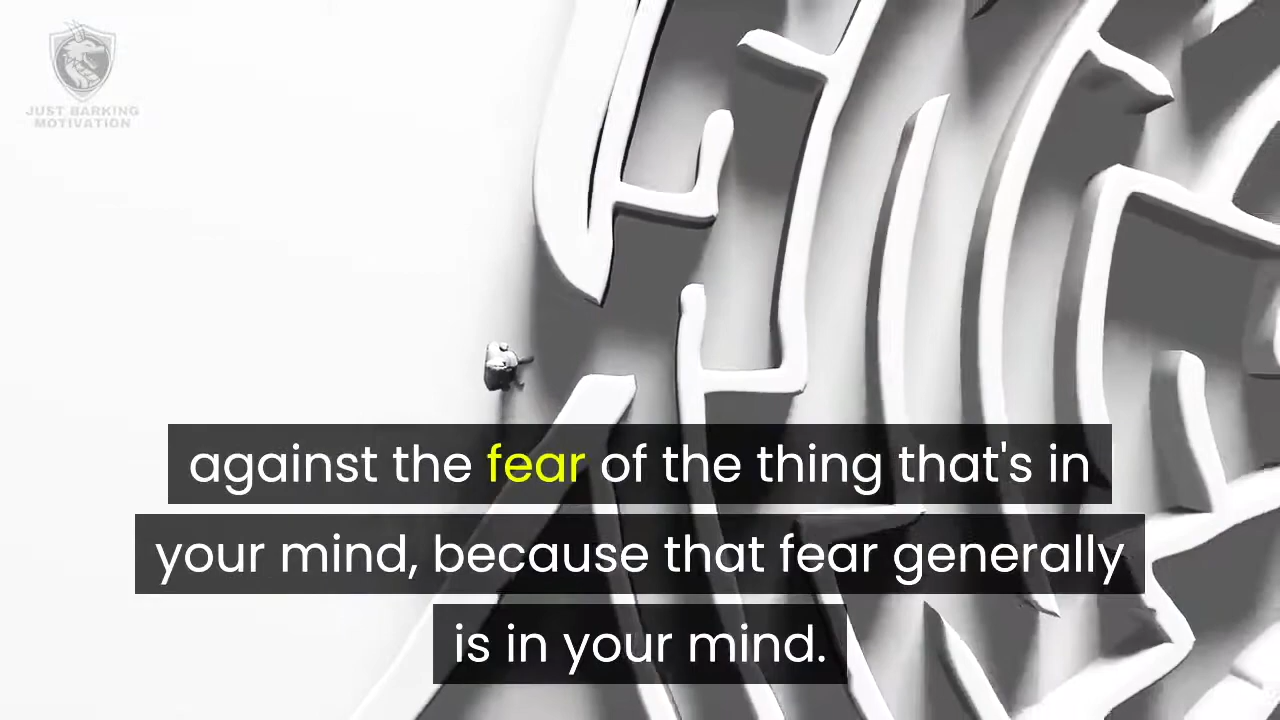 JUST BARKING
MOTIVATION
against the fear of the thing that's in
your mind, because that fear generally
is in your mind.